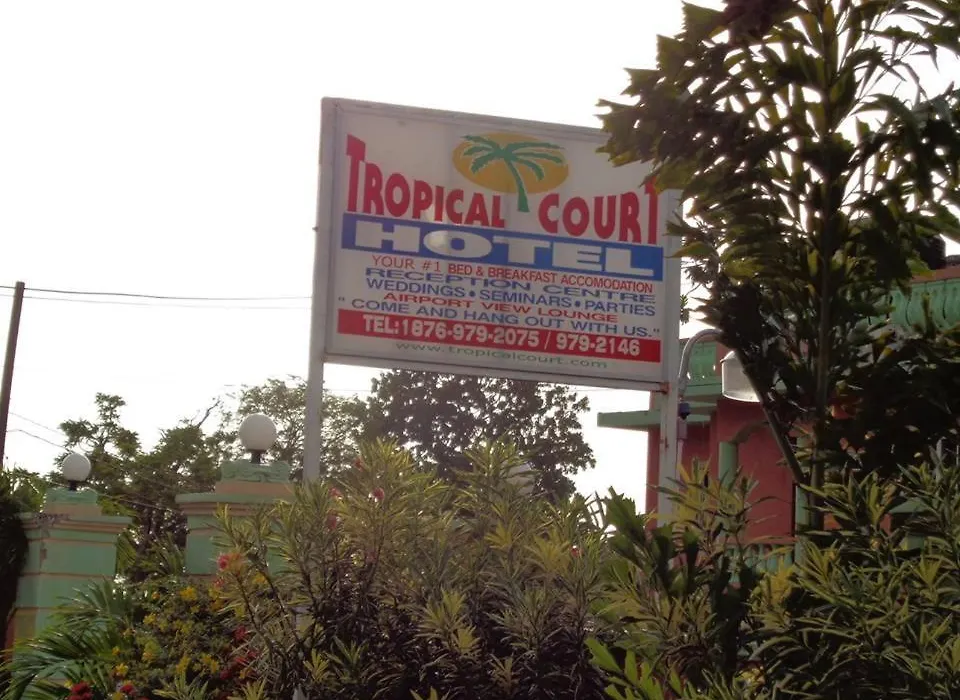 TROPICAL COURT
HOTEL
YOUR #1 BED & BREAKFAST ACCOMODATION
RECEPTION CENTRE
WEDDINGS • SEMINARS • PARTIES
AIRPORT VIEW LOUNGE
"COME AND HANG OUT WITH US."
TEL:1876-979-2075 / 979-2146
www.tropicalcourt.com